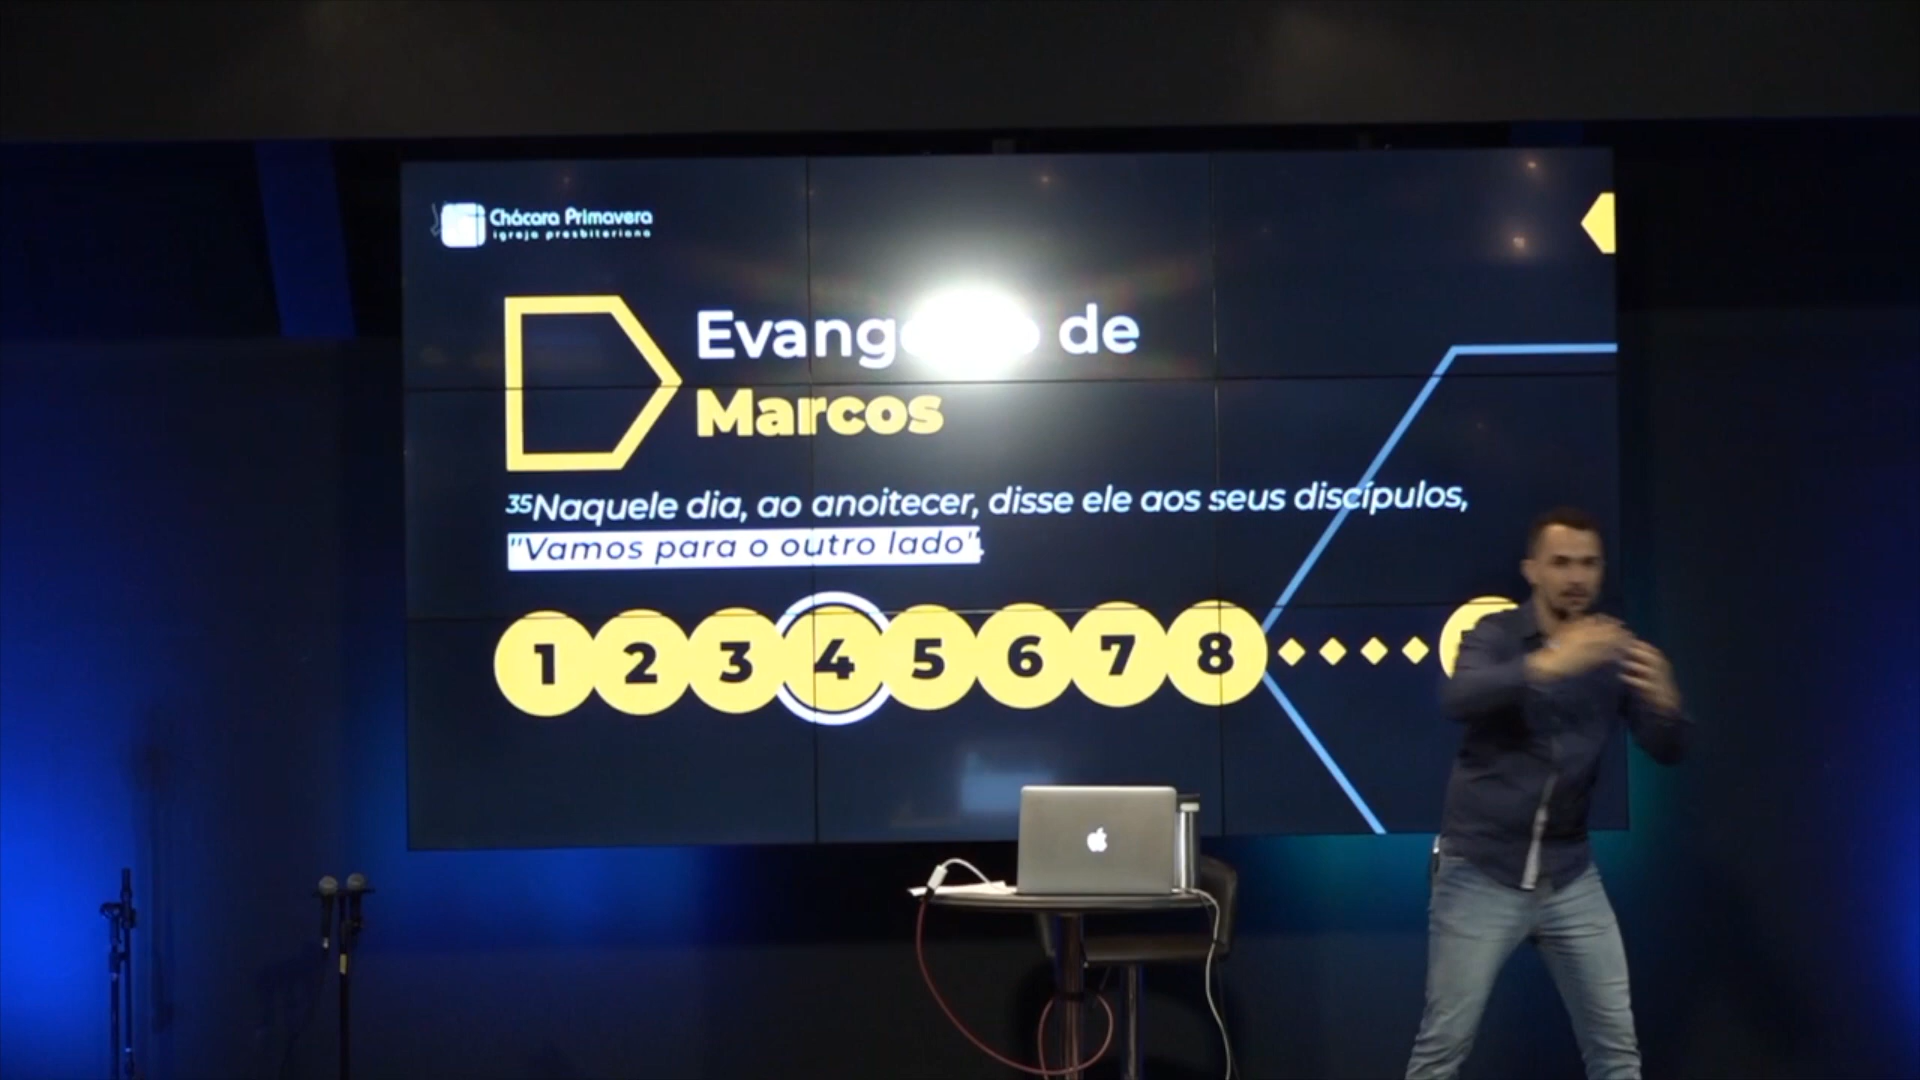 Chácara Primavera
igreja presbiteriana
de
Marcos
³⁵Naquele dia, ao anoitecer, disse ele aos seus discípulos,
"Vamos para o outro lado".
1 2 3 4 5 6 7 8